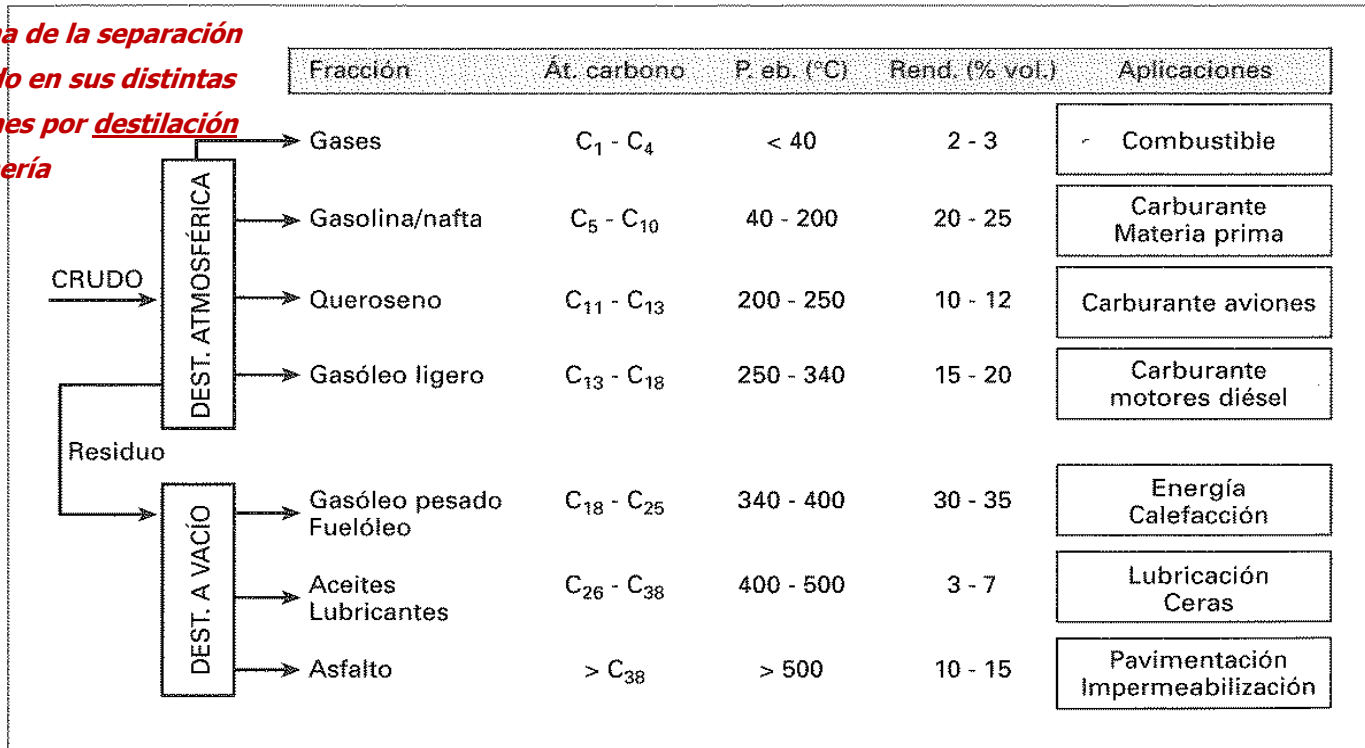 de la separación
en sus distintas
por destilación
Fracción Át. carbono P. eb. (°C) Rend. (% vol.) Aplicaciones
Gases C₁ - C₄ < 40 2 - 3 Combustible
Gasolina/nafta C₅ - C₁₀ 40 - 200 20 - 25 Carburante
Materia prima
CRUDO
DEST. ATMOSFÉRICA
Queroseno C₁₁ - C₁₃ 200 - 250 10 - 12 Carburante aviones
Gasóleo ligero C₁₃ - C₁₈ 250 - 340 15 - 20 Carburante
motores diésel
Residuo
DEST. A VACÍO
Gasóleo pesado C₁₈ - C₂₅ 340 - 400 30 - 35 Energía
Fuelóleo Calefacción
Aceites C₂₆ - C₃₈ 400 - 500 3 - 7 Lubricación
Lubricantes Ceras
Asfalto > C₃₈ > 500 10 - 15 Pavimentación
Impermeabilización